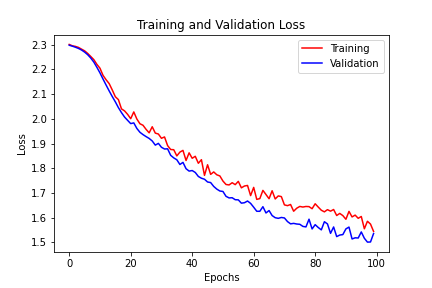 Training and Validation Loss
Training
Validation
Loss
2.3
2.2
2.1
2.0
1.9
1.8
1.7
1.6
1.5
0 20 40 60 80 100
Epochs